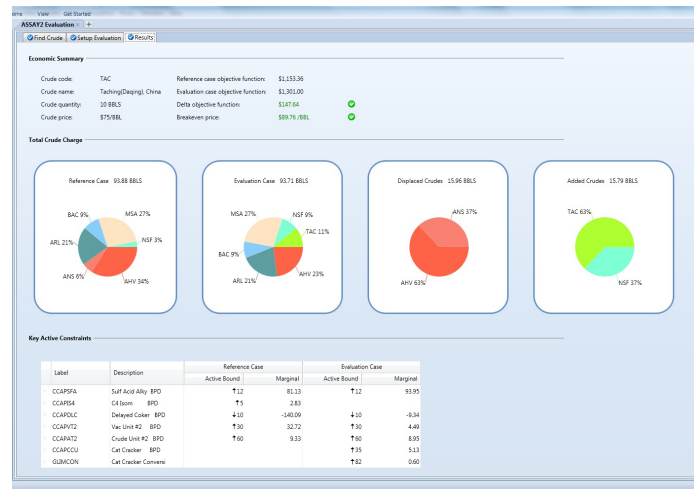 ome View Get Started
ASSAY2 Evaluation × +
Find Crude Setup Evaluation Results
Economic Summary
Crude code: TAC Reference case objective function: $1,153.36
Crude name: Taching(Daqing), China Evaluation case objective function: $1,301.00
Crude quantity: 10 BBLS Delta objective function: $147.64
Crude price: $75/BBL Breakeven price: $89.76 /BBL
Total Crude Charge
Reference Case 93.88 BBLS
BAC 9%
MSA 27%
ARL 21%
NSF 3%
ANS 6%
AHV 34%
Evaluation Case 93.71 BBLS
MSA 27%
NSF 9%
TAC 11%
BAC 9%
ARL 21%
AHV 23%
Displaced Crudes 15.96 BBLS
ANS 37%
AHV 63%
Added Crudes 15.79 BBLS
TAC 63%
NSF 37%
Key Active Constraints
Label Description Reference Case Evaluation Case
Active Bound Marginal Active Bound Marginal
CCAPSFA Sulf Acid Alky BPD ↑12 81.13 ↑12 93.95
CCAPIS4 C4 Isom BPD ↑5 2.83
CCAPDLC Delayed Coker BPD ↓10 -140.09 ↓10 -9.34
CCAPVT2 Vac Unit #2 BPD ↑30 32.72 ↑30 4.49
CCAPAT2 Crude Unit #2 BPD ↑60 9.33 ↑60 8.95
CCAPCCU Cat Cracker BPD ↑35 5.13
GLIMCON Cat Cracker Conversi ↑82 0.60